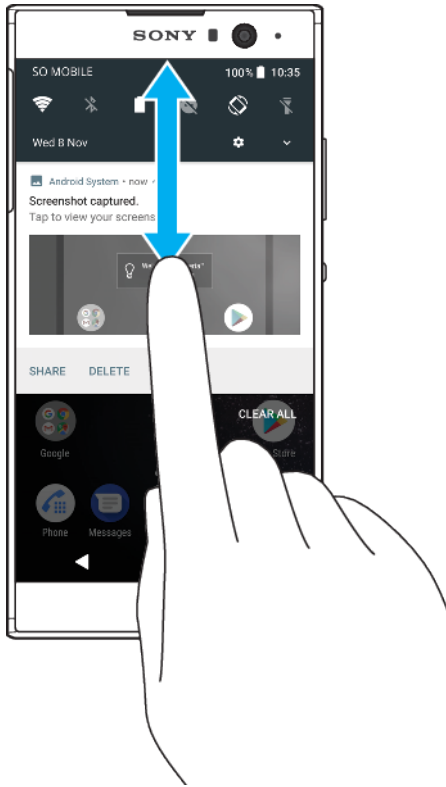 SONY
SO MOBILE 100% 10:35
Wed 8 Nov
Android System • now
Screenshot captured.
Tap to view your screens
SHARE DELETE
CLEAR ALL
Google Store
Phone Messages